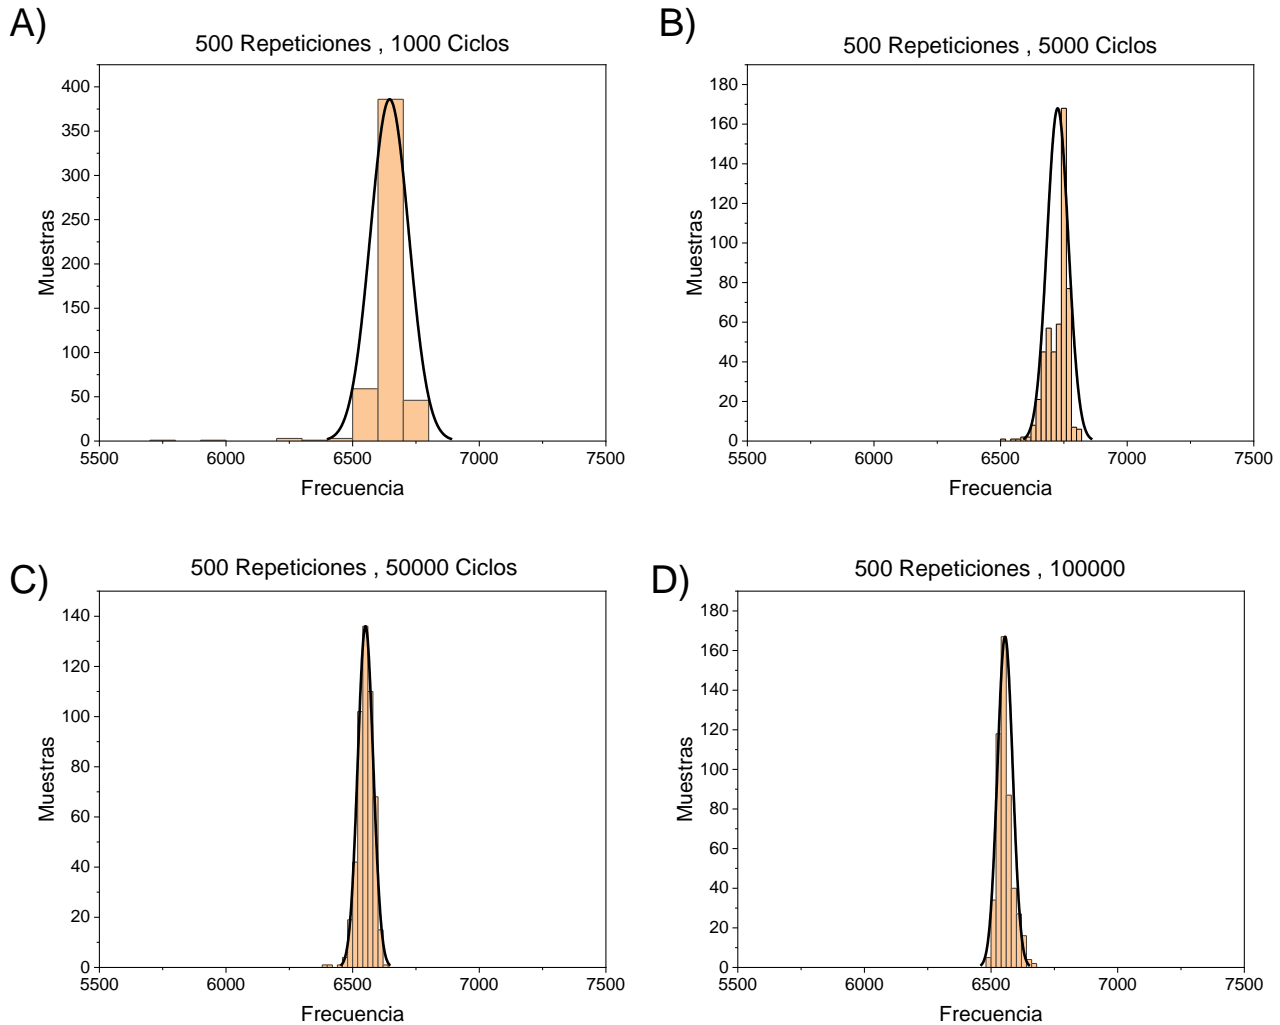 A)
500 Repeticiones , 1000 Ciclos
Muestras
400
350
300
250
200
150
100
50
0
5500 6000 6500 7000 7500
Frecuencia
B)
500 Repeticiones , 5000 Ciclos
Muestras
180
160
140
120
100
80
60
40
20
0
5500 6000 6500 7000 7500
Frecuencia
C)
500 Repeticiones , 50000 Ciclos
Muestras
140
120
100
80
60
40
20
0
5500 6000 6500 7000 7500
Frecuencia
D)
500 Repeticiones , 100000
Muestras
180
160
140
120
100
80
60
40
20
0
5500 6000 6500 7000 7500
Frecuencia